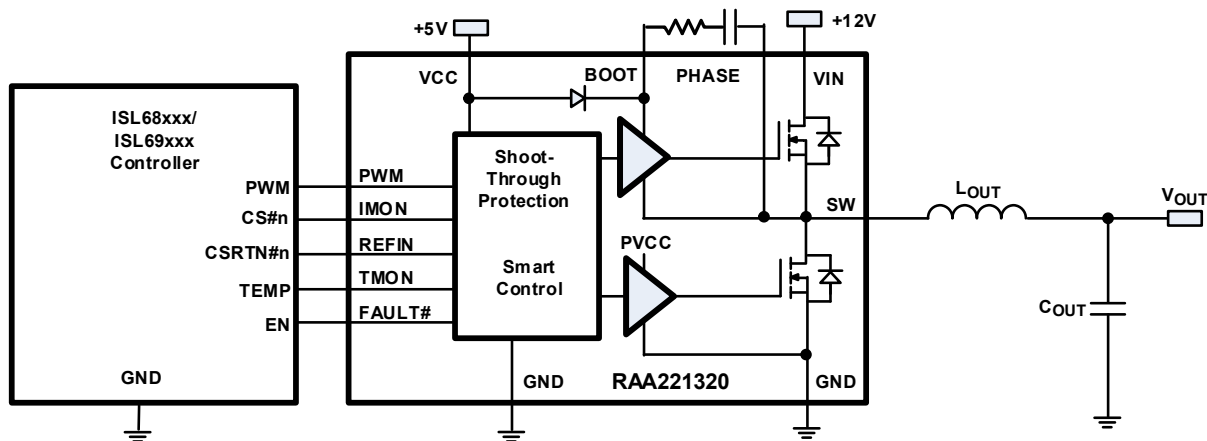 +5V
+12V
VCC
BOOT
PHASE
VIN
ISL68xxx/
ISL69xxx
Controller
Shoot-
Through
Protection
Smart
Control
PWM
CS#n
CSRTN#n
TEMP
EN
GND
PWM
IMON
REFIN
TMON
FAULT#
PVCC
SW
LOUT
VOUT
COUT
GND
RAA221320
GND